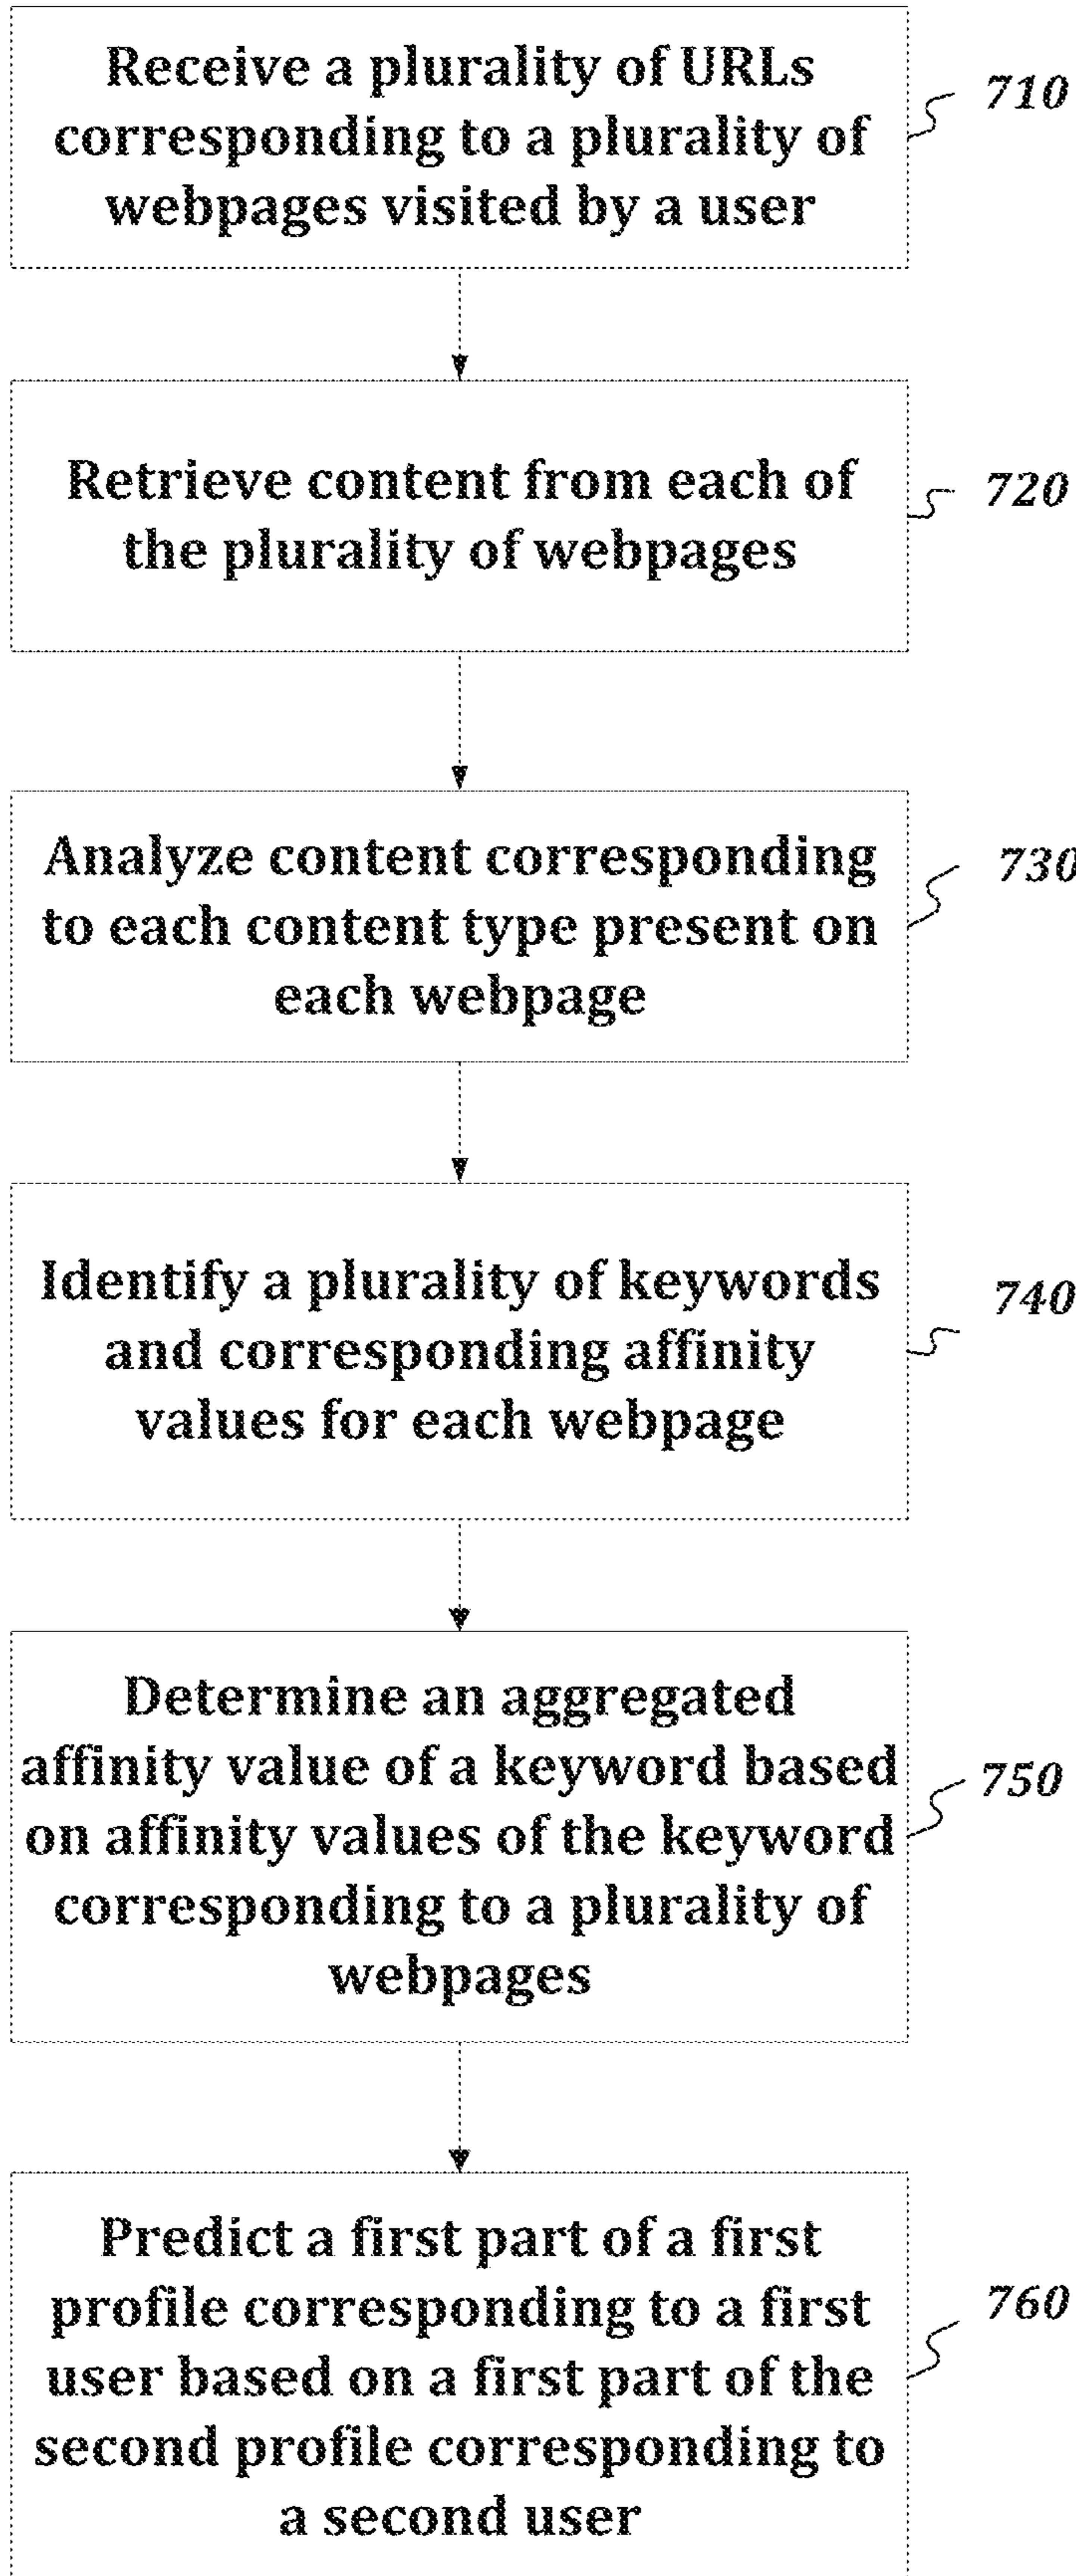 Receive a plurality of URLs
corresponding to a plurality of
webpages visited by a user
710
Retrieve content from each of
the plurality of webpages
720
Analyze content corresponding
to each content type present on
each webpage
730
Identify a plurality of keywords
and corresponding affinity
values for each webpage
740
Determine an aggregated
affinity value of a keyword based
on affinity values of the keyword
corresponding to a plurality of
webpages
750
Predict a first part of a first
profile corresponding to a first
user based on a first part of the
second profile corresponding to
a second user
760